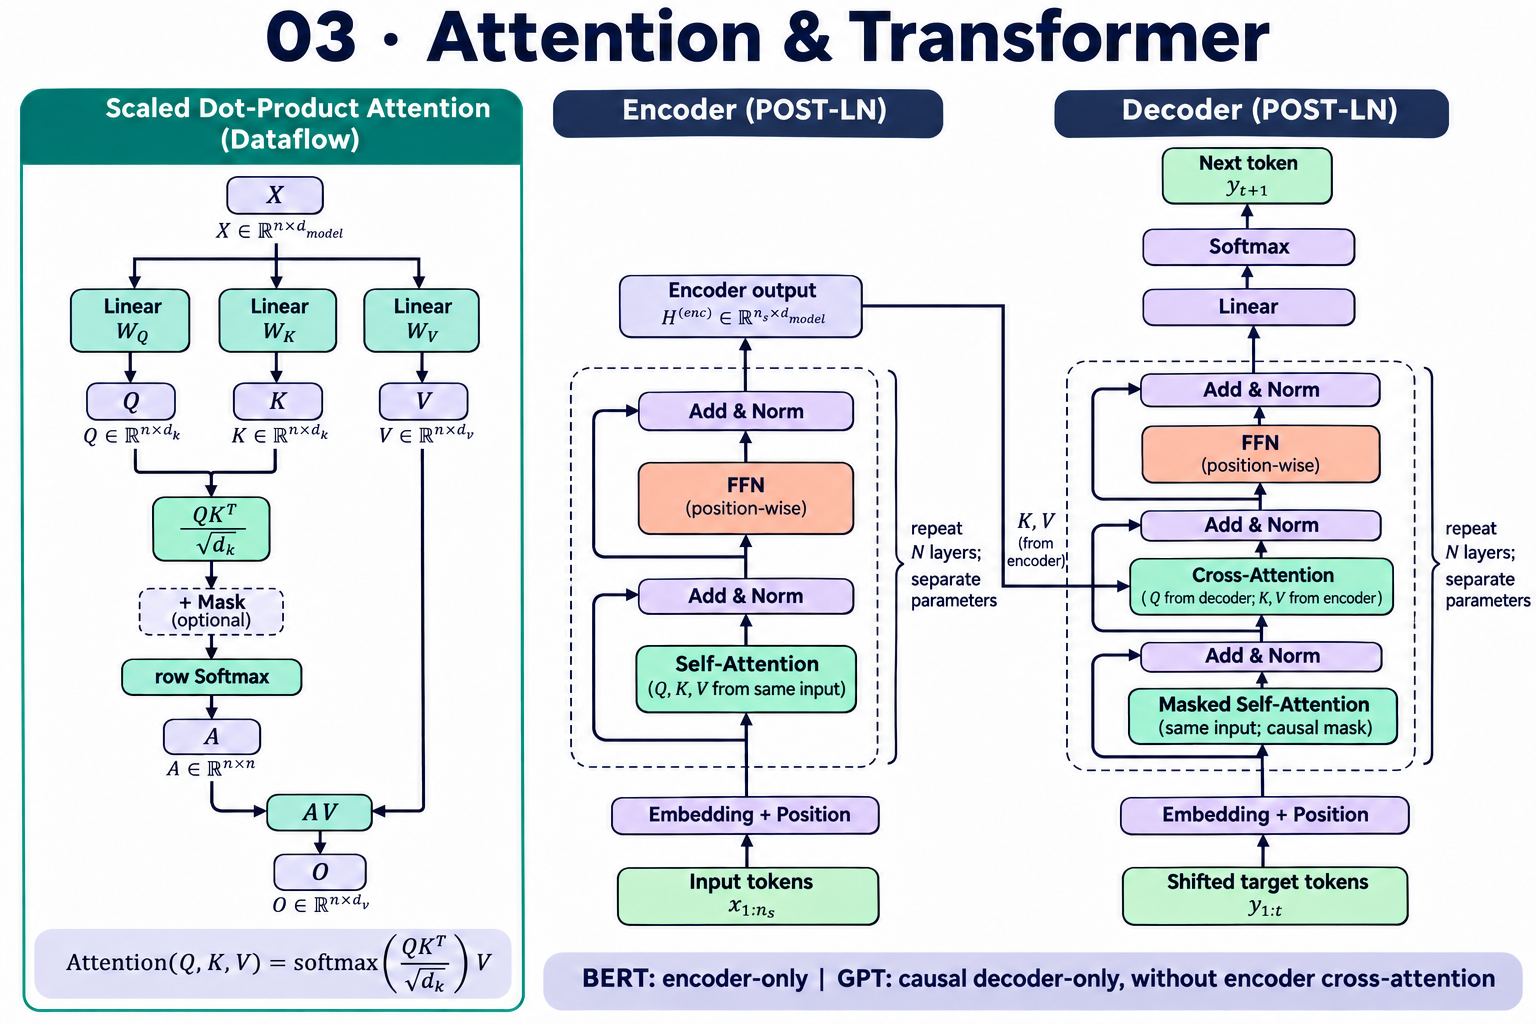 03 · Attention & Transformer
Scaled Dot-Product Attention
(Dataflow)
X
X ∈ ℝ^{n×d_{model}}
Linear
W_Q
Linear
W_K
Linear
W_V
Q
Q ∈ ℝ^{n×d_k}
K
K ∈ ℝ^{n×d_k}
V
V ∈ ℝ^{n×d_v}
QK^T
√d_k
+ Mask
(optional)
row Softmax
A
A ∈ ℝ^{n×n}
AV
O
O ∈ ℝ^{n×d_v}
Attention(Q, K, V) = softmax(QK^T / √d_k) V
Encoder (POST-LN)
Encoder output
H^{(enc)} ∈ ℝ^{n_s×d_{model}}
Add & Norm
FFN
(position-wise)
Add & Norm
Self-Attention
(Q, K, V from same input)
repeat
N layers;
separate
parameters
Embedding + Position
Input tokens
x_{1:n_s}
K, V
(from
encoder)
Decoder (POST-LN)
Next token
y_{t+1}
Softmax
Linear
Add & Norm
FFN
(position-wise)
Add & Norm
Cross-Attention
( Q from decoder; K, V from encoder)
Add & Norm
Masked Self-Attention
(same input; causal mask)
repeat
N layers;
separate
parameters
Embedding + Position
Shifted target tokens
y_{1:t}
BERT: encoder-only | GPT: causal decoder-only, without encoder cross-attention